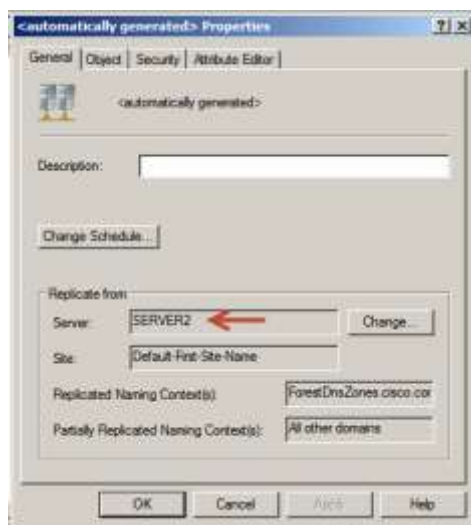 <automatically generated> Properties
General Object Security Attribute Editor
<automatically generated>
Description:
Change Schedule...
Replicate from
Server: SERVER2 Change...
Site: Default-First-Site-Name
Replicated Naming Context(s): ForestDnsZones.cisco.cor
Partially Replicated Naming Context(s): All other domains
OK Cancel Apply Help